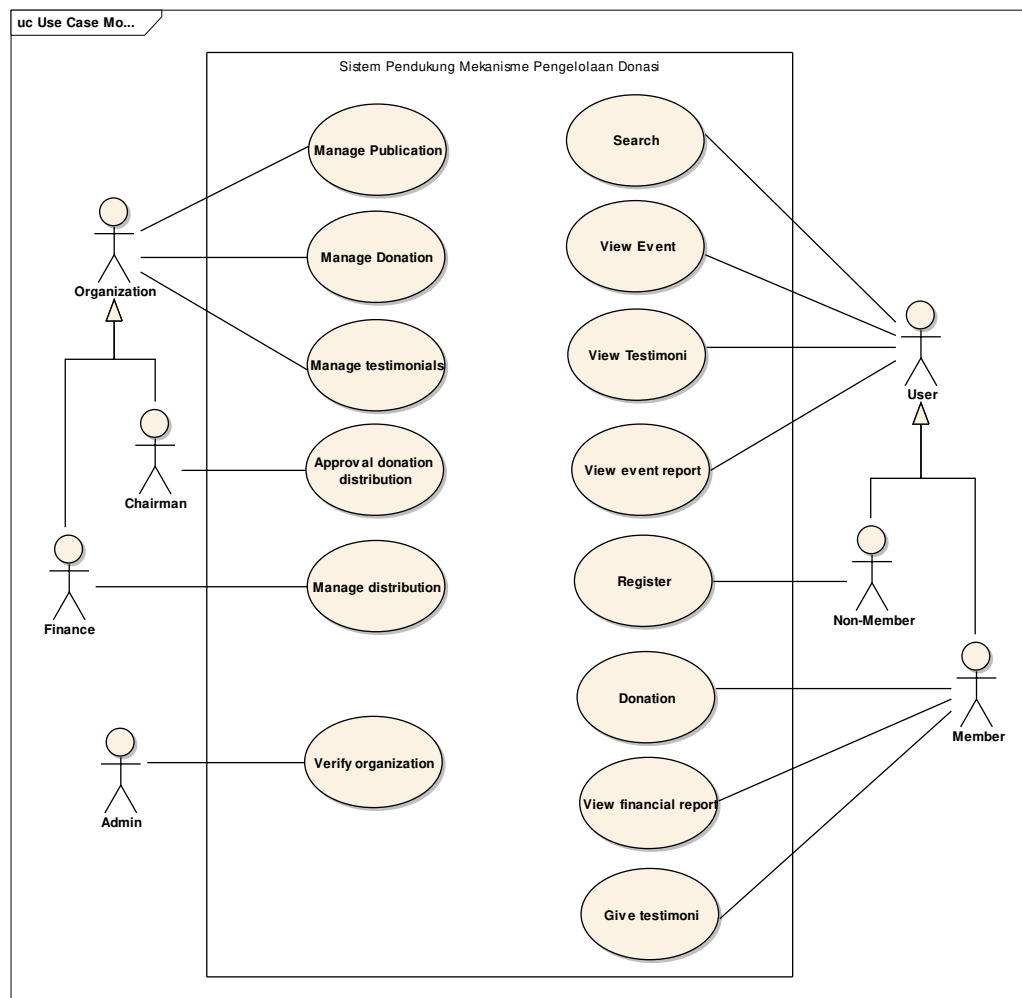 uc Use Case Mo...
Sistem Pendukung Mekanisme Pengelolaan Donasi
Manage Publication
Manage Donation
Manage testimonials
Approval donation
distribution
Manage distribution
Verify organization
Search
View Event
View Testimoni
View event report
Register
Donation
View financial report
Give testimoni
Organization
Chairman
Finance
Admin
User
Non-Member
Member